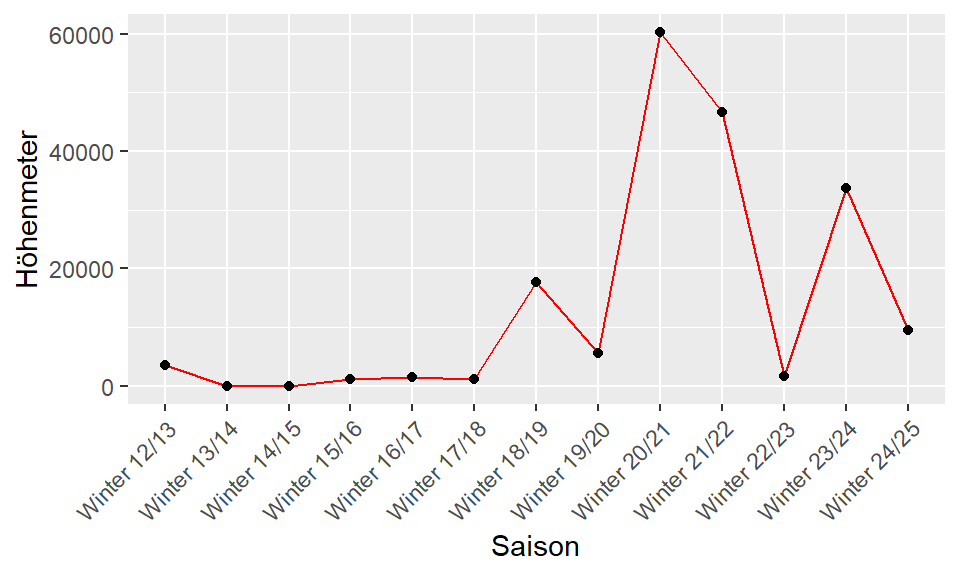 Höhenmeter
60000
40000
20000
0
Winter 12/13
Winter 13/14
Winter 14/15
Winter 15/16
Winter 16/17
Winter 17/18
Winter 18/19
Winter 19/20
Winter 20/21
Winter 21/22
Winter 22/23
Winter 23/24
Winter 24/25
Saison